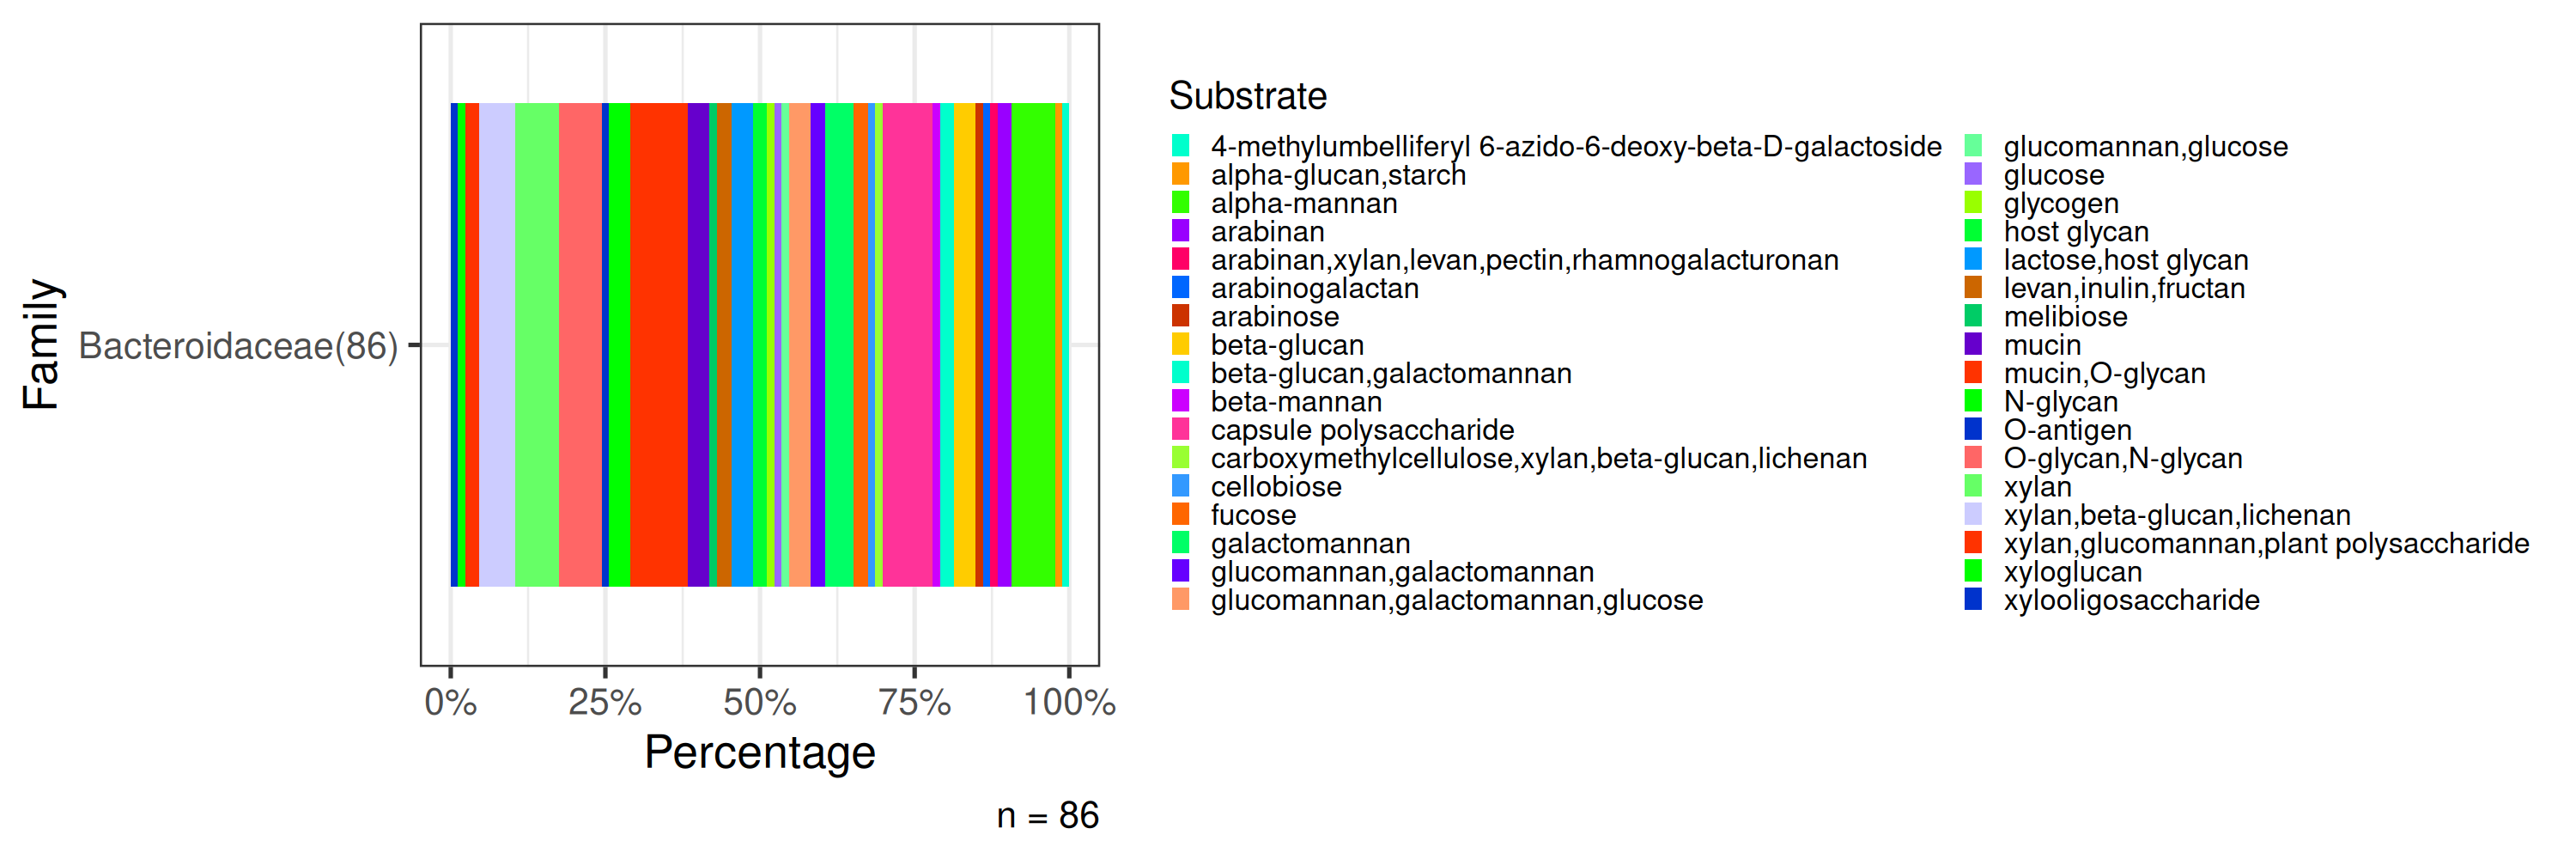 Family
Bacteroidaceae(86)
0% 25% 50% 75% 100%
Percentage
n = 86
Substrate
4-methylumbelliferyl 6-azido-6-deoxy-beta-D-galactoside
alpha-glucan,starch
alpha-mannan
arabinan
arabinan,xylan,levan,pectin,rhamnogalacturonan
arabinogalactan
arabinose
beta-glucan
beta-glucan,galactomannan
beta-mannan
capsule polysaccharide
carboxymethylcellulose,xylan,beta-glucan,lichenan
cellobiose
fucose
galactomannan
glucomannan,galactomannan
glucomannan,galactomannan,glucose
glucomannan,glucose
glucose
glycogen
host glycan
lactose,host glycan
levan,inulin,fructan
melibiose
mucin
mucin,O-glycan
N-glycan
O-antigen
O-glycan,N-glycan
xylan
xylan,beta-glucan,lichenan
xylan,glucomannan,plant polysaccharide
xyloglucan
xylooligosaccharide